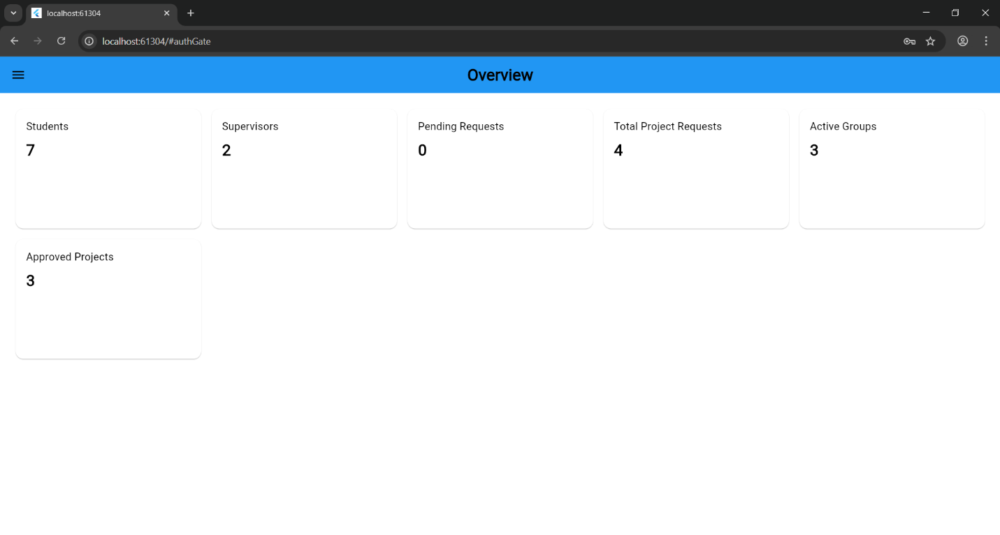 localhost:61304
localhost:61304/#authGate
Overview
Students
7
Supervisors
2
Pending Requests
0
Total Project Requests
4
Active Groups
3
Approved Projects
3